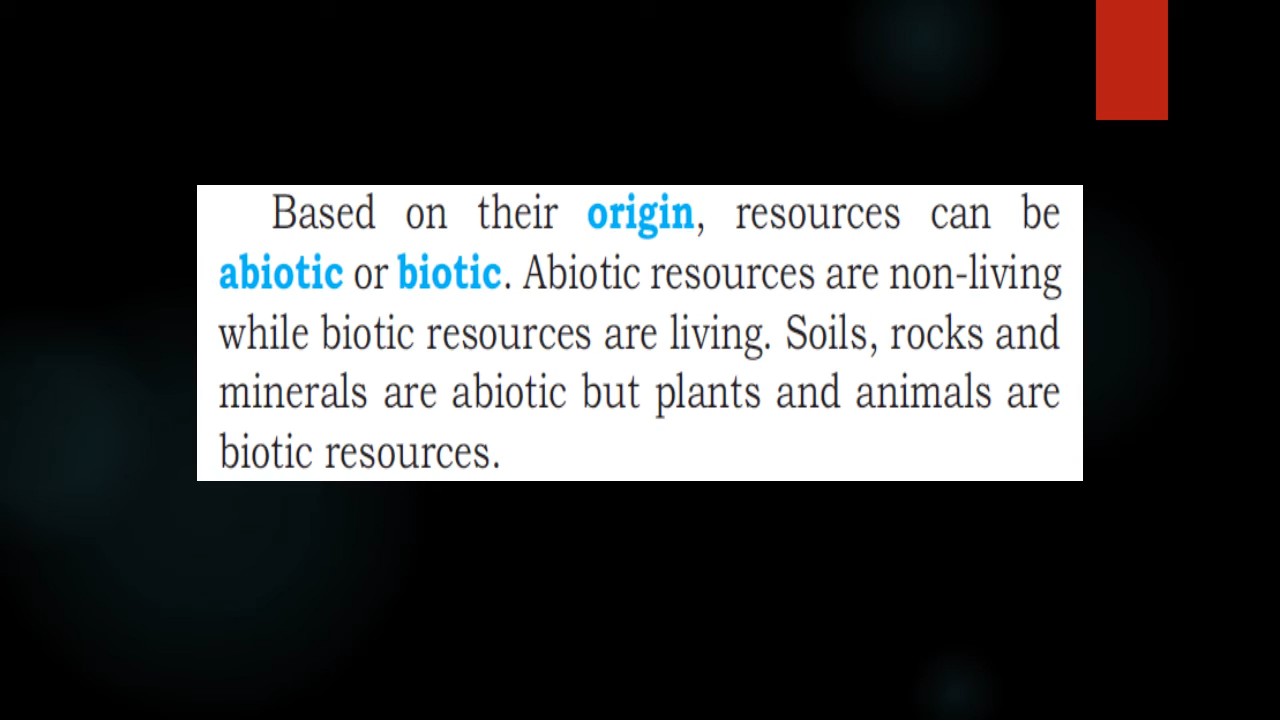 Based on their origin, resources can be
abiotic or biotic. Abiotic resources are non-living
while biotic resources are living. Soils, rocks and
minerals are abiotic but plants and animals are
biotic resources.